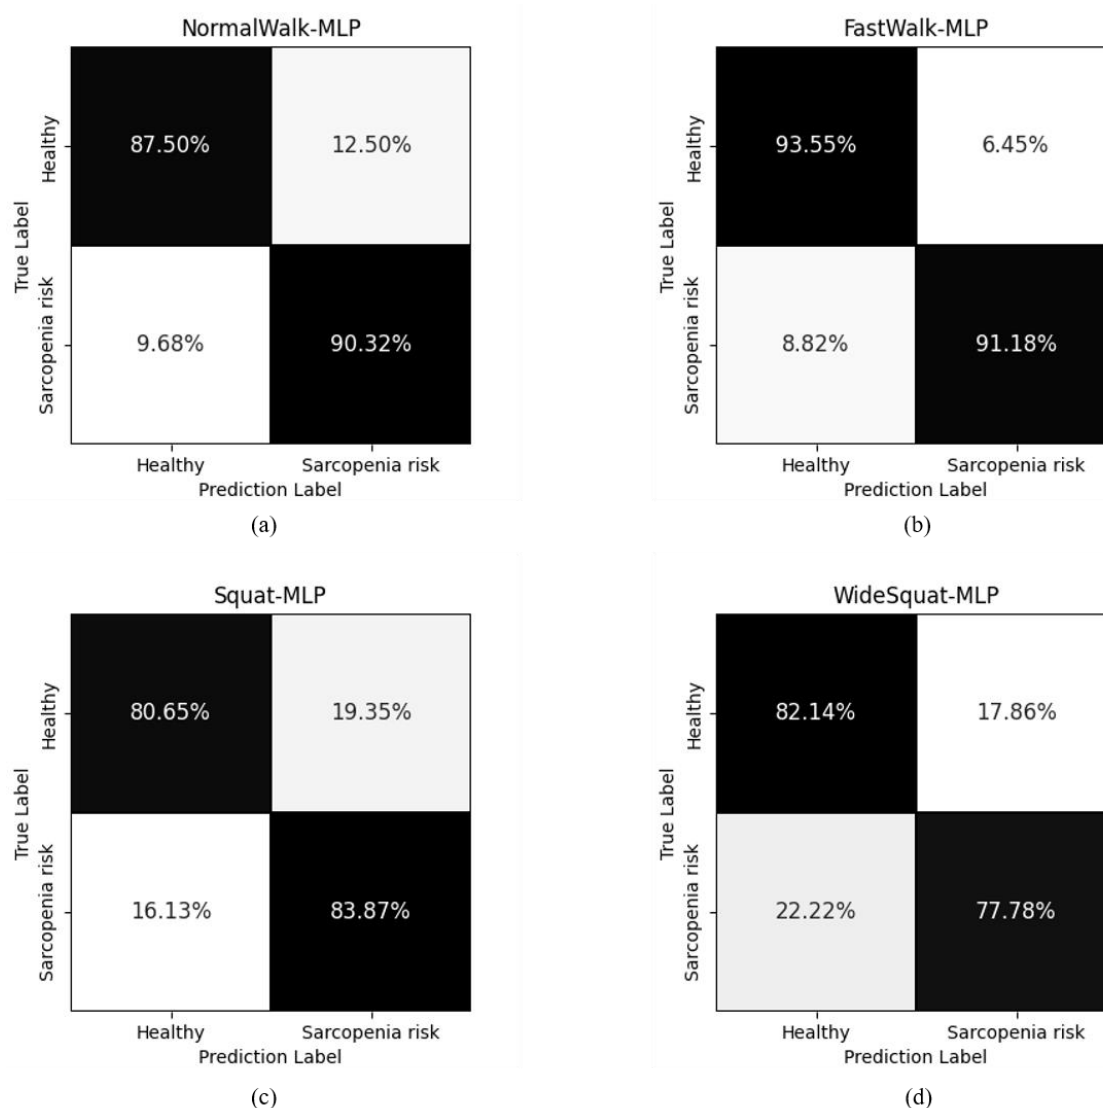 NormalWalk-MLP
True Label
Healthy
Sarcopenia risk
87.50%
12.50%
9.68%
90.32%
Healthy
Sarcopenia risk
Prediction Label
(a)
FastWalk-MLP
True Label
Healthy
Sarcopenia risk
93.55%
6.45%
8.82%
91.18%
Healthy
Sarcopenia risk
Prediction Label
(b)
Squat-MLP
True Label
Healthy
Sarcopenia risk
80.65%
19.35%
16.13%
83.87%
Healthy
Sarcopenia risk
Prediction Label
(c)
WideSquat-MLP
True Label
Healthy
Sarcopenia risk
82.14%
17.86%
22.22%
77.78%
Healthy
Sarcopenia risk
Prediction Label
(d)